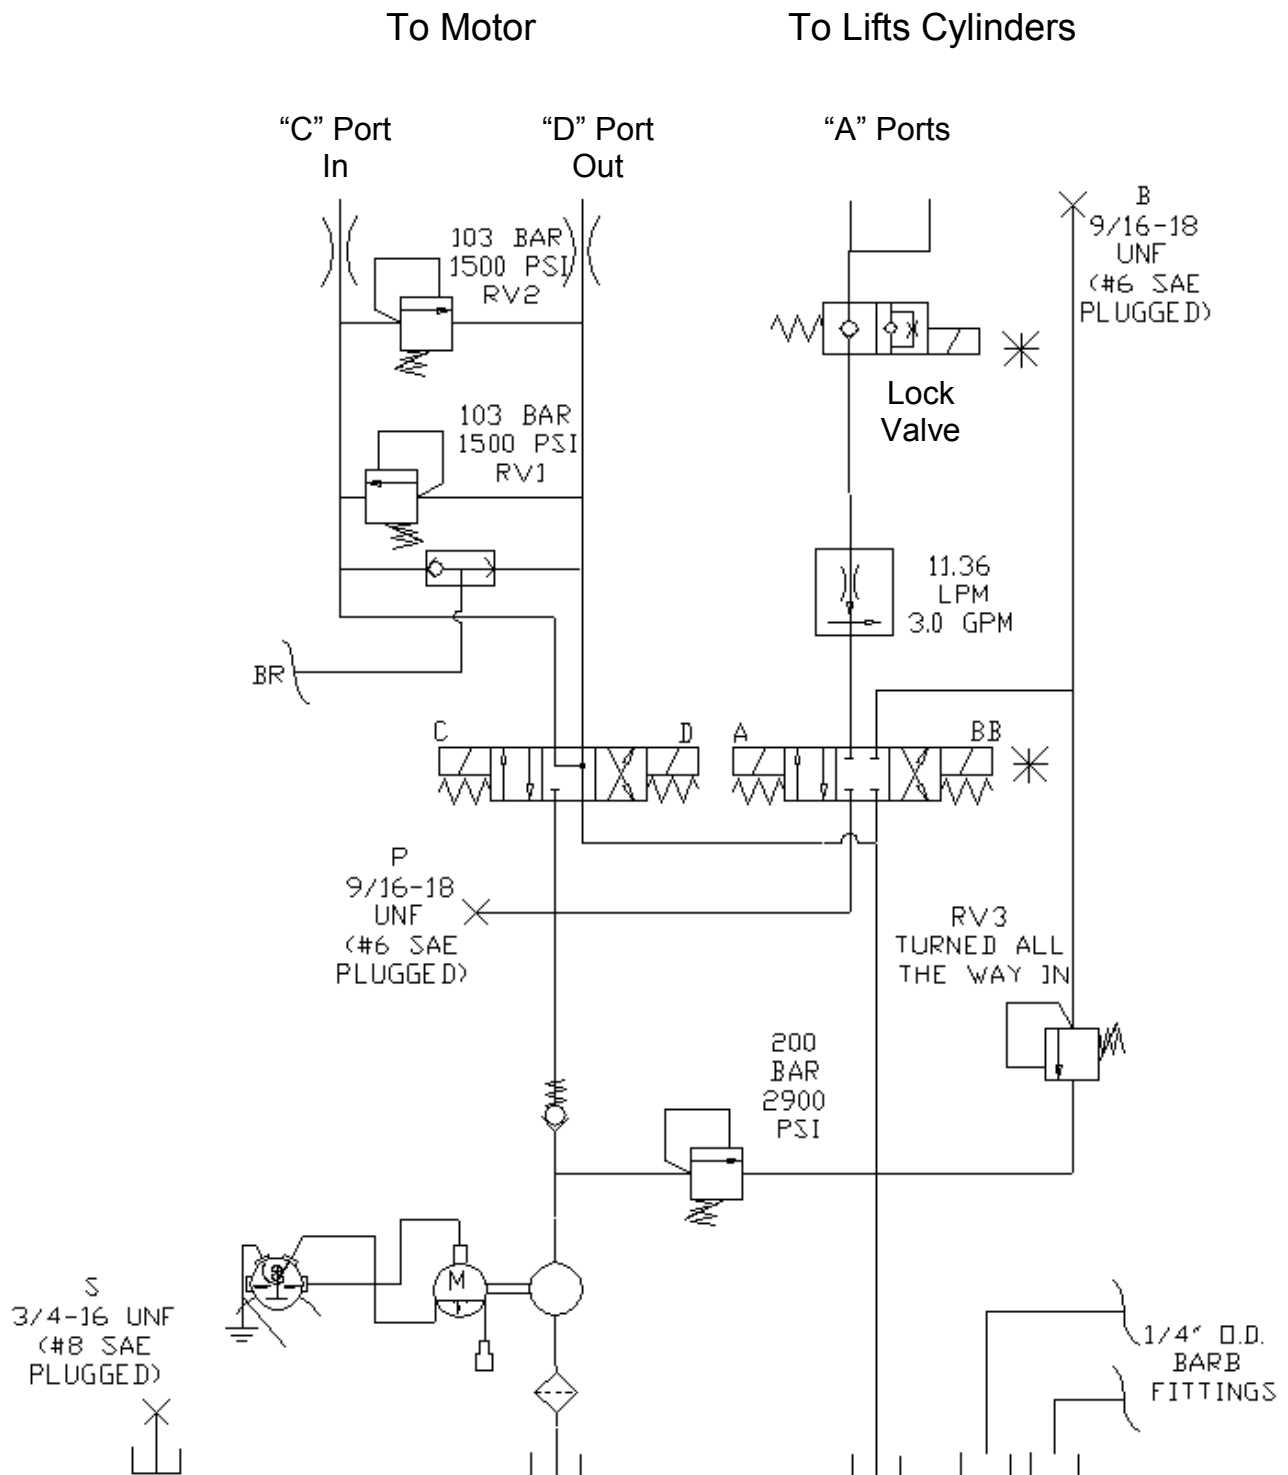 To Motor
To Lifts Cylinders
“C” Port
In
“D” Port
Out
“A” Ports
B
9/16-18
UNF
(#6 SAE
PLUGGED)
103 BAR
1500 PSI
RV2
Lock
Valve
103 BAR
1500 PSI
RV1
11.36
LPM
3.0 GPM
BR
C
D
A
BB
P
9/16-18
UNF
(#6 SAE
PLUGGED)
RV3
TURNED ALL
THE WAY IN
200
BAR
2900
PSI
M
S
3/4-16 UNF
(#8 SAE
PLUGGED)
1/4" O.D.
BARB
FITTINGS